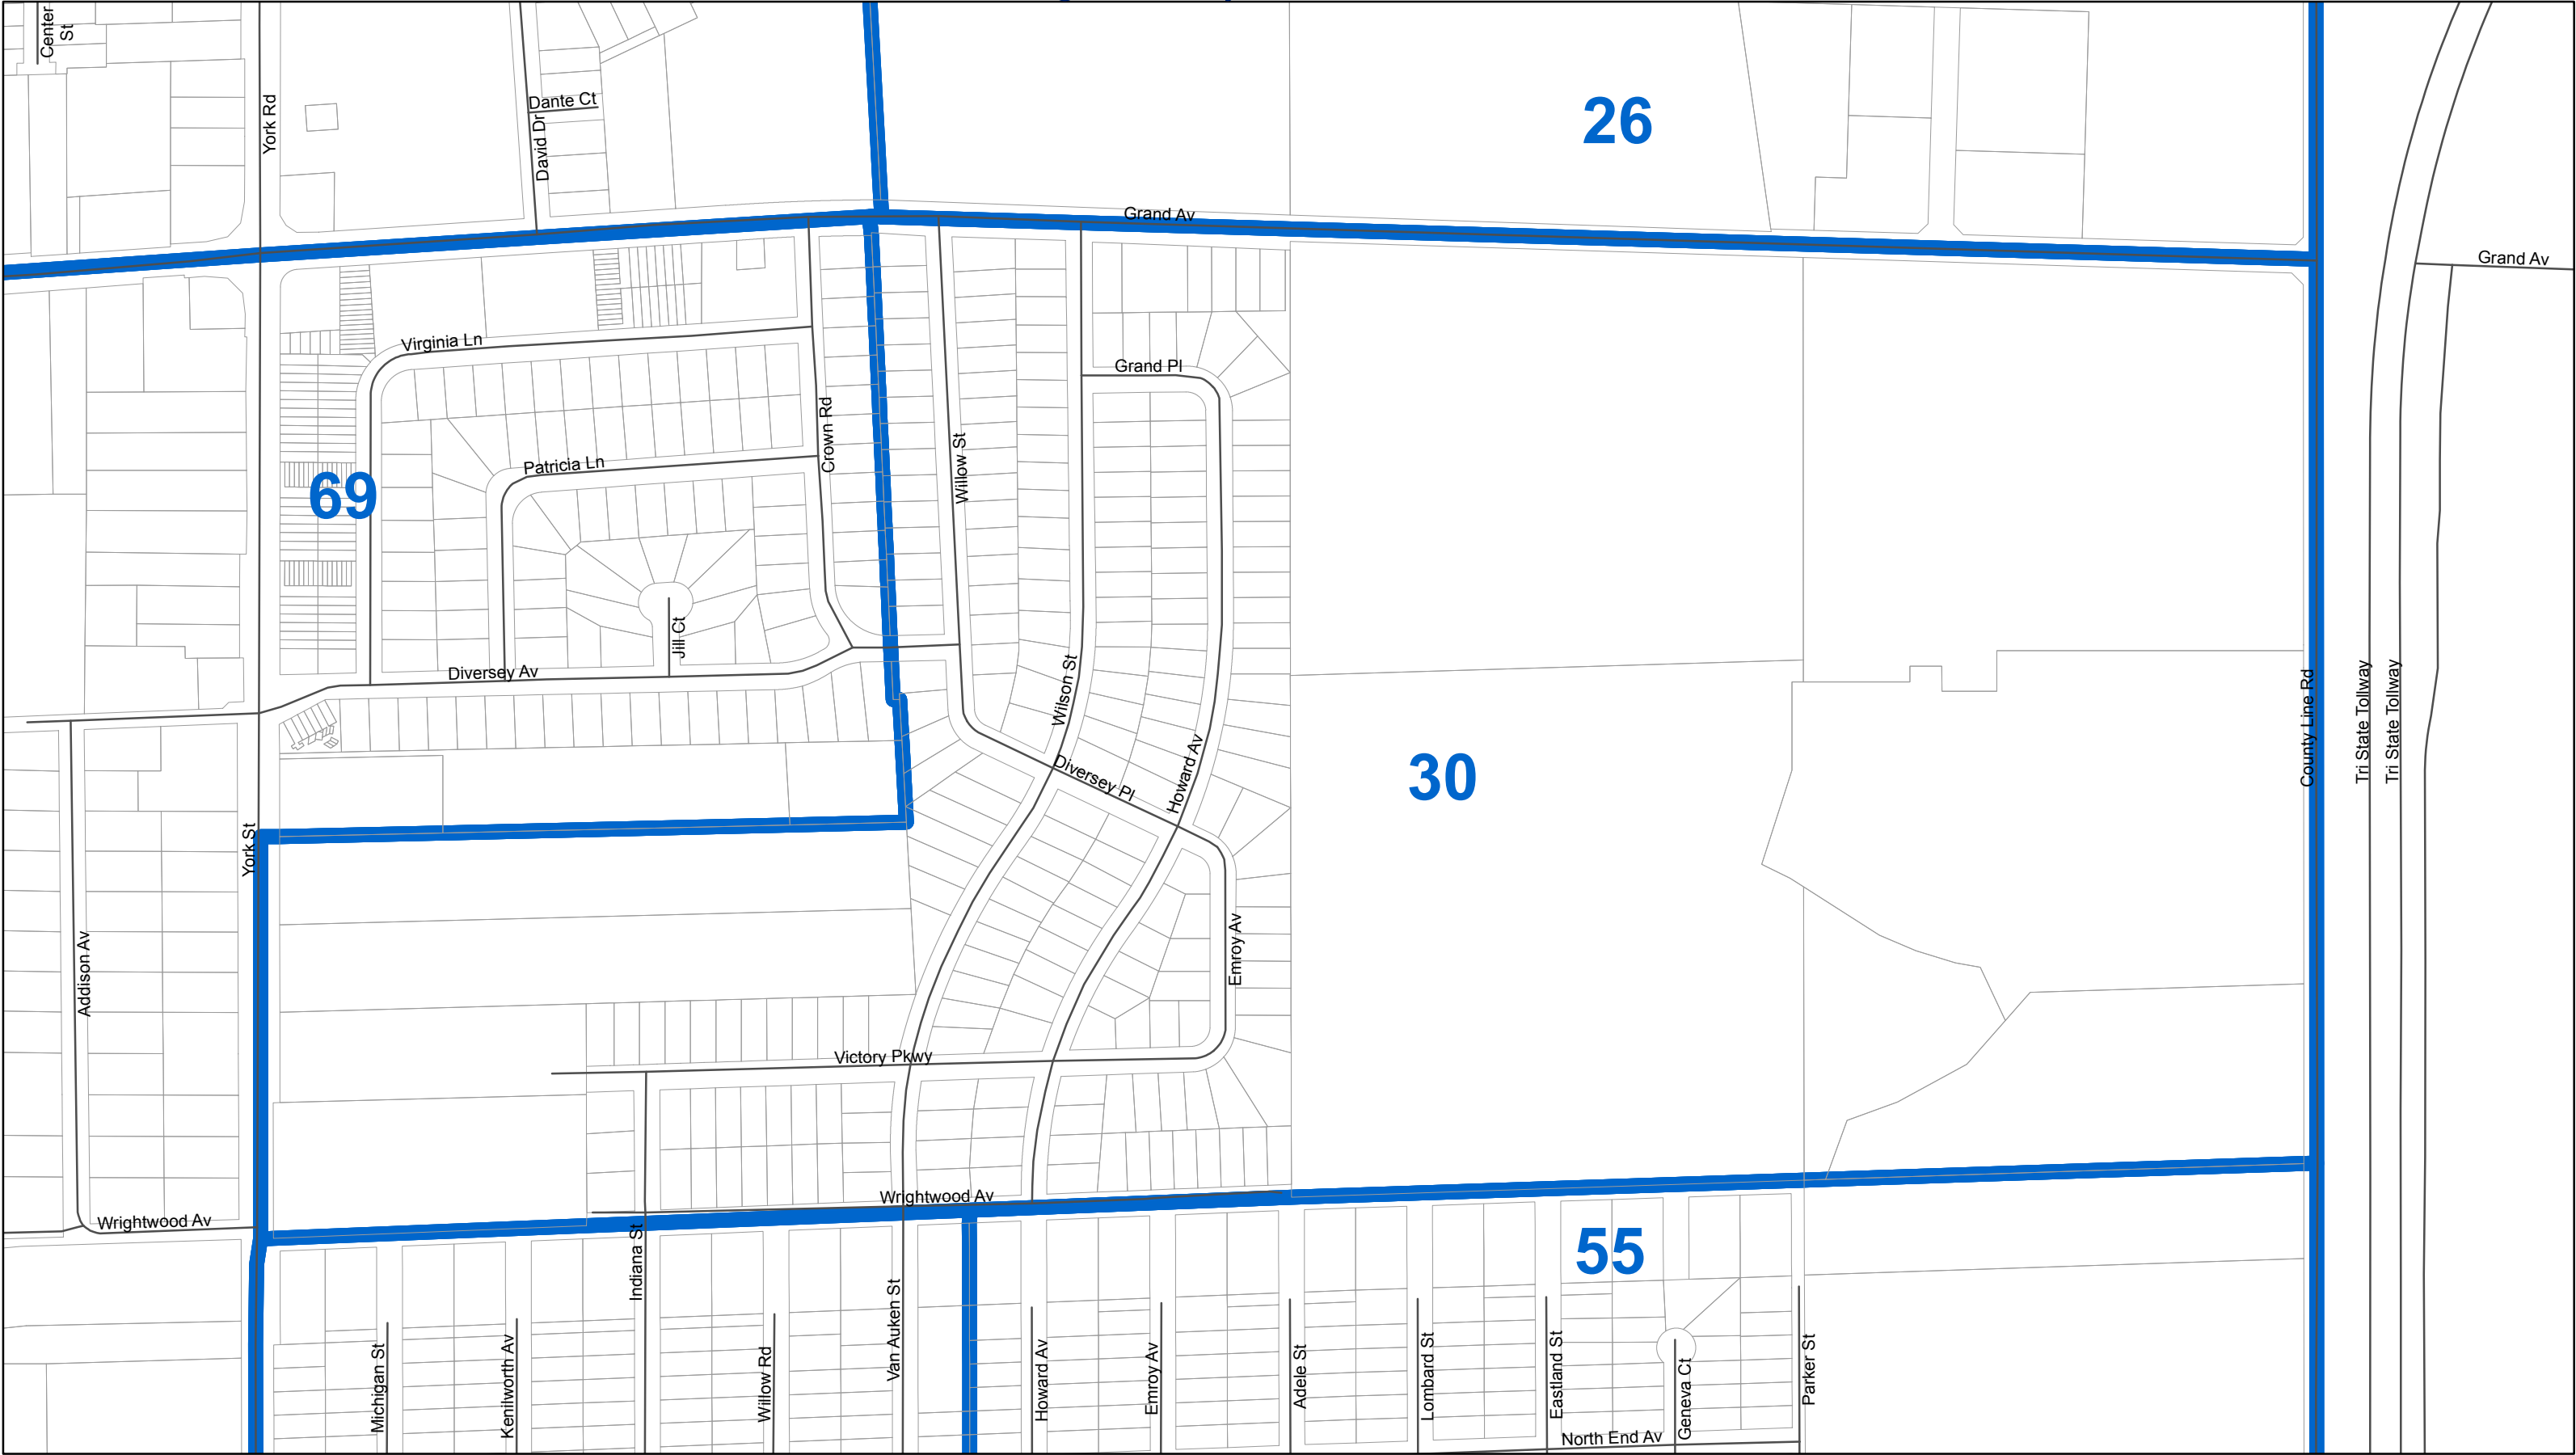 Center
St
York Rd
Dante Ct
David Dr
26
Grand Av
Grand Av
Virginia Ln
Grand Pl
Crown Rd
Willow St
Patricia Ln
69
Jill Ct
Diversey Av
Wilson St
Howard Av
Diversey Pl
30
County Line Rd
Tri State Tollway
Tri State Tollway
York St
Addison Av
Emroy Av
Victory Pkwy
Wrightwood Av
Wrightwood Av
55
Indiana St
Van Auken St
Michigan St
Kenilworth Av
Willow Rd
Howard Av
Emroy Av
Adele St
Lombard St
Eastland St
Geneva Ct
Parker St
North End Av